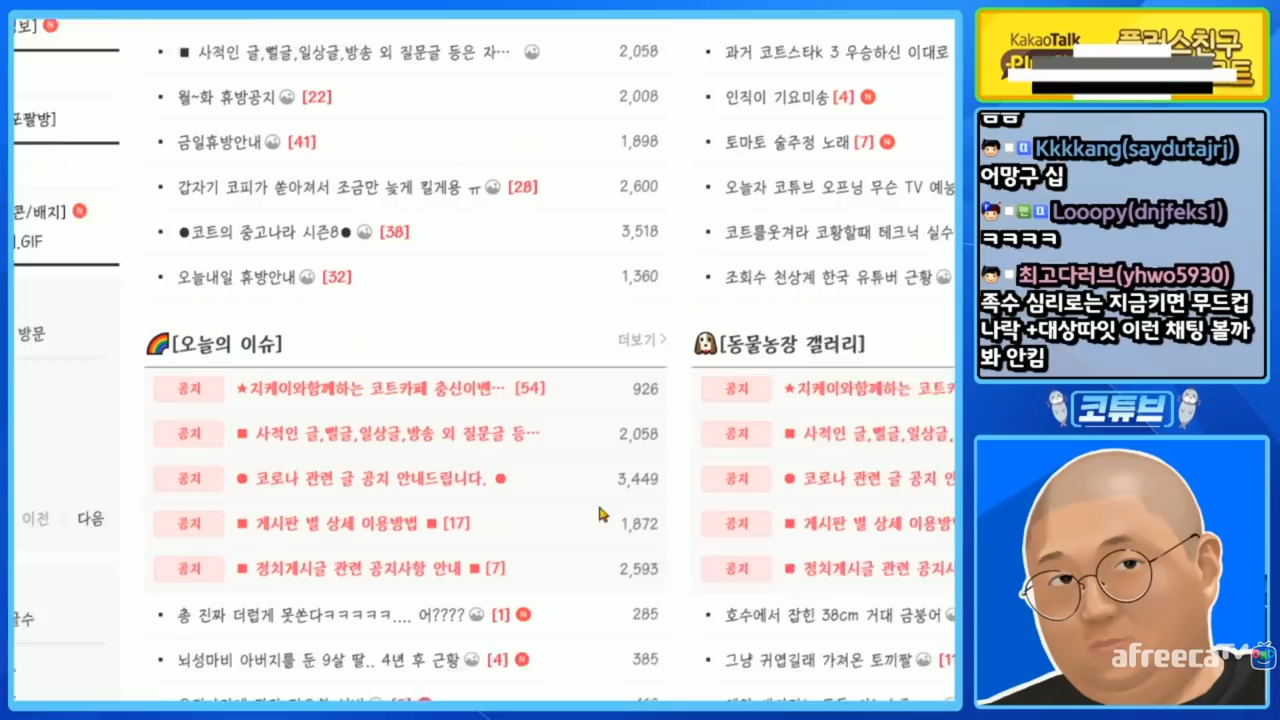 정보] N
포짤방]
콘/배지] N
.GIF
방문
이전 다음
글수
■ 사적인 글,뻘글,일상글,방송 외 질문글 등은 자… 2,058
월~화 휴방공지 [22] 2,008
금일휴방안내 [41] 1,898
갑자기 코피가 쏟아져서 조금만 늦게 킬게용 ㅠ [28] 2,600
●코트의 중고나라 시즌8● [38] 3,518
오늘내일 휴방안내 [32] 1,360
[오늘의 이슈] 더보기 >
공지 ★지케이와함께하는 코트카페 충신이벤… [54] 926
공지 ■ 사적인 글,뻘글,일상글,방송 외 질문글 등… 2,058
공지 ● 코로나 관련 글 공지 안내드립니다. ● 3,449
공지 ■ 게시판 별 상세 이용방법 ■ [17] 1,872
공지 ■ 정치게시글 관련 공지사항 안내 ■ [7] 2,593
총 진짜 더럽게 못쏜다ㅋㅋㅋㅋㅋ.... 어???? [1] N 285
뇌성마비 아버지를 둔 9살 딸.. 4년 후 근황 [4] N 385
과거 코트스타k 3 우승하신 이대로
인직이 기요미송 [4] N
토마토 술주정 노래 [7] N
오늘자 코튜브 오프닝 무슨 TV 예능
코트를웃겨라 코황할때 테크닉 실수
조회수 천상계 한국 유튜버 근황
[동물농장 갤러리]
공지 ★지케이와함께하는 코트카
공지 ■ 사적인 글,뻘글,일상글,
공지 ● 코로나 관련 글 공지 안
공지 ■ 게시판 별 상세 이용방법
공지 ■ 정치게시글 관련 공지사
호수에서 잡힌 38cm 거대 금붕어
그냥 귀엽길래 가져온 토끼짤 [1
KakaoTalk 플러스친구
Kkkkang(saydutajrj)
어망구 십
Looopy(dnjfeks1)
ㅋㅋㅋㅋ
최고다러브(yhwo5930)
족수 심리로는 지금키면 무드컵
나락 +대상따잇 이런 채팅 볼까
봐 안킴
코튜브
afreecaTV